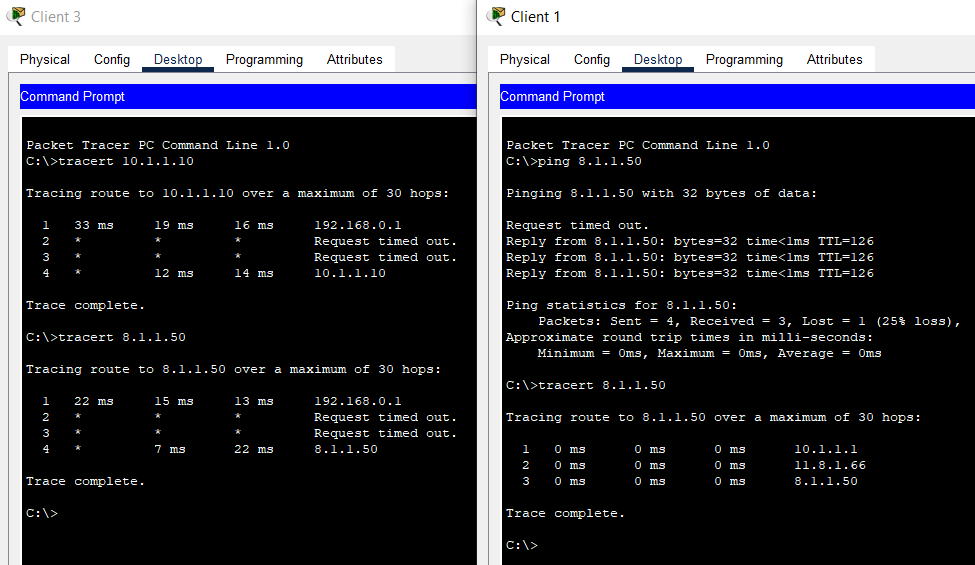 Client 3
Physical Config Desktop Programming Attributes
Command Prompt
Packet Tracer PC Command Line 1.0
C:\>tracert 10.1.1.10
Tracing route to 10.1.1.10 over a maximum of 30 hops:
1 33 ms 19 ms 16 ms 192.168.0.1
2 * * * Request timed out.
3 * * * Request timed out.
4 * 12 ms 14 ms 10.1.1.10
Trace complete.
C:\>tracert 8.1.1.50
Tracing route to 8.1.1.50 over a maximum of 30 hops:
1 22 ms 15 ms 13 ms 192.168.0.1
2 * * * Request timed out.
3 * * * Request timed out.
4 * 7 ms 22 ms 8.1.1.50
Trace complete.
C:\>
Client 1
Physical Config Desktop Programming Attributes
Command Prompt
Packet Tracer PC Command Line 1.0
C:\>ping 8.1.1.50
Pinging 8.1.1.50 with 32 bytes of data:
Request timed out.
Reply from 8.1.1.50: bytes=32 time<1ms TTL=126
Reply from 8.1.1.50: bytes=32 time<1ms TTL=126
Reply from 8.1.1.50: bytes=32 time<1ms TTL=126
Ping statistics for 8.1.1.50:
Packets: Sent = 4, Received = 3, Lost = 1 (25% loss),
Approximate round trip times in milli-seconds:
Minimum = 0ms, Maximum = 0ms, Average = 0ms
C:\>tracert 8.1.1.50
Tracing route to 8.1.1.50 over a maximum of 30 hops:
1 0 ms 0 ms 0 ms 10.1.1.1
2 0 ms 0 ms 0 ms 11.8.1.66
3 0 ms 0 ms 0 ms 8.1.1.50
Trace complete.
C:\>